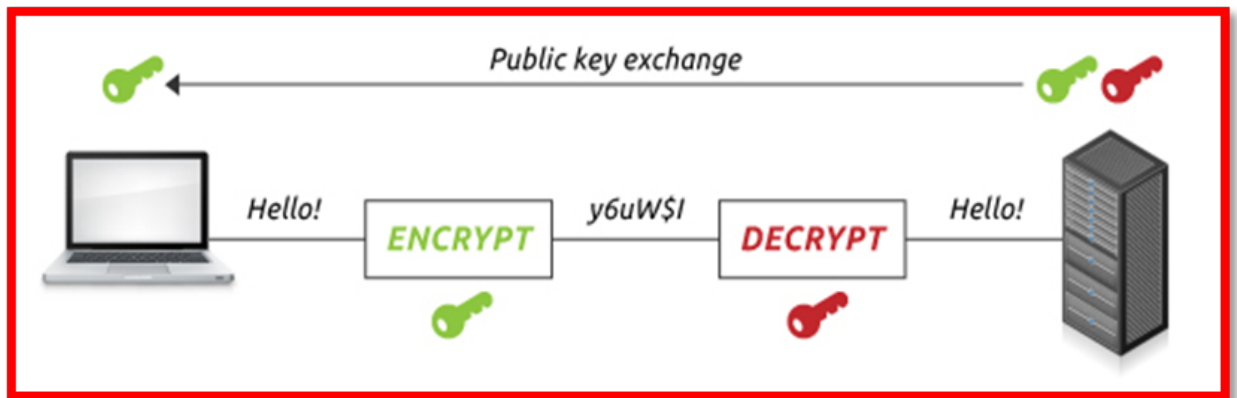 Public key exchange
Hello!
ENCRYPT
y6uW$I
DECRYPT
Hello!